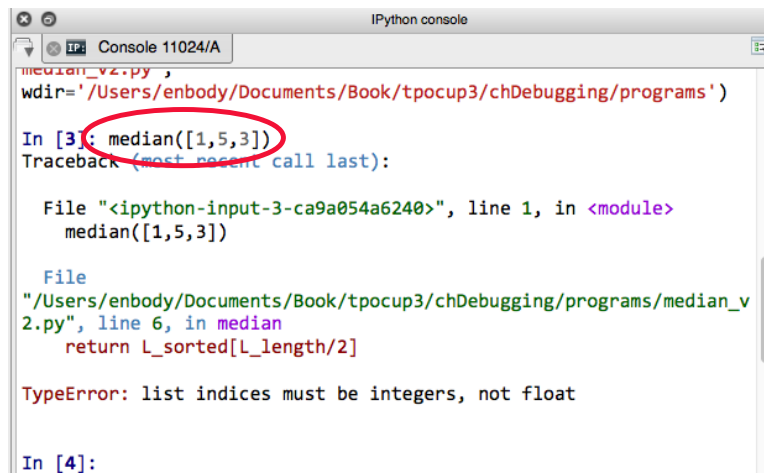 IPython console
IP: Console 11024/A
median_v2.py',
wdir='/Users/enbody/Documents/Book/tpocup3/chDebugging/programs')
In [3]: median([1,5,3])
Traceback (most recent call last):
File "<ipython-input-3-ca9a054a6240>", line 1, in <module>
median([1,5,3])
File
"/Users/enbody/Documents/Book/tpocup3/chDebugging/programs/median_v
2.py", line 6, in median
return L_sorted[L_length/2]
TypeError: list indices must be integers, not float
In [4]: